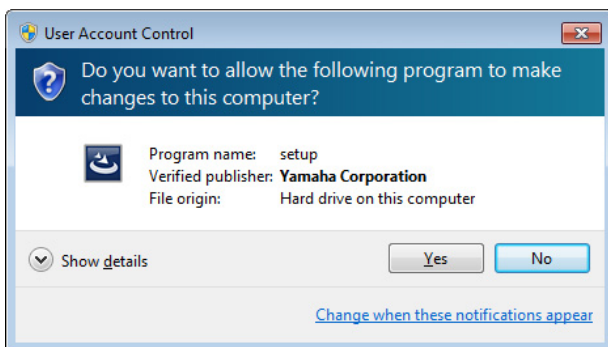 User Account Control
Do you want to allow the following program to make
changes to this computer?
Program name: setup
Verified publisher: Yamaha Corporation
File origin: Hard drive on this computer
Show details
Yes
No
Change when these notifications appear